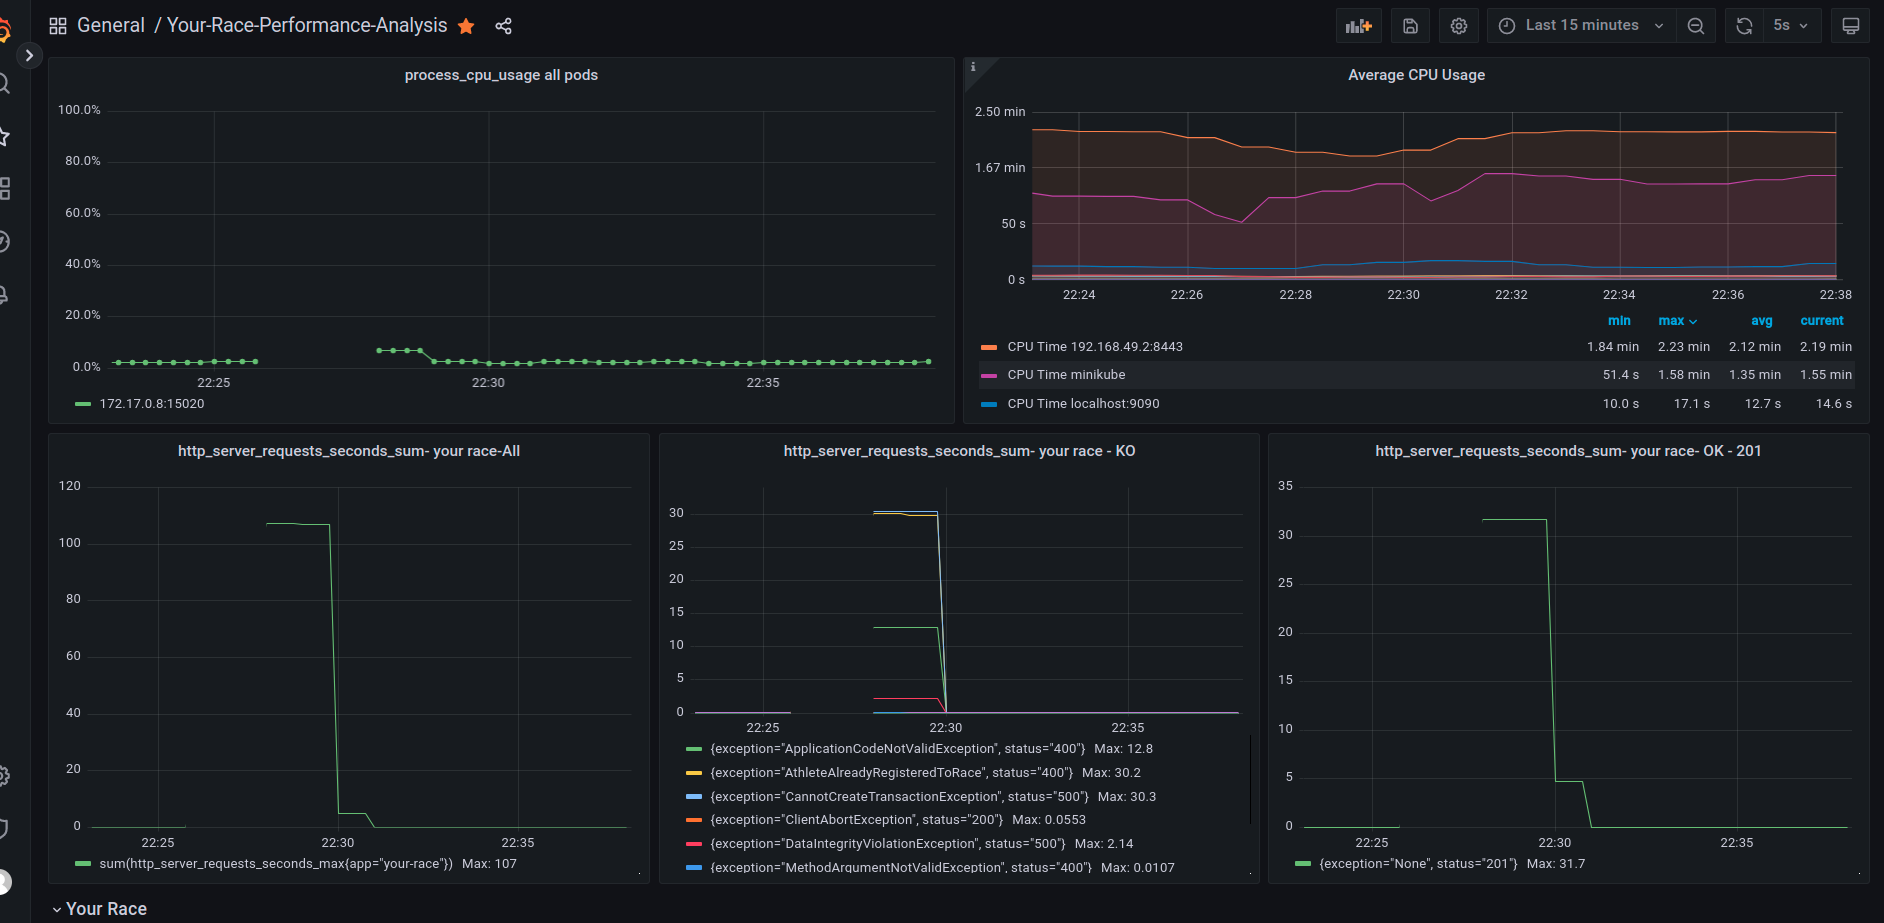 General / Your-Race-Performance-Analysis
Last 15 minutes
5s
process_cpu_usage all pods
100.0%
80.0%
60.0%
40.0%
20.0%
0.0%
22:25 22:30 22:35
172.17.0.8:15020
i
Average CPU Usage
2.50 min
1.67 min
50 s
0 s
22:24 22:26 22:28 22:30 22:32 22:34 22:36 22:38
min max avg current
CPU Time 192.168.49.2:8443 1.84 min 2.23 min 2.12 min 2.19 min
CPU Time minikube 51.4 s 1.58 min 1.35 min 1.55 min
CPU Time localhost:9090 10.0 s 17.1 s 12.7 s 14.6 s
http_server_requests_seconds_sum- your race-All
120
100
80
60
40
20
0
22:25 22:30 22:35
sum(http_server_requests_seconds_max{app="your-race"}) Max: 107
http_server_requests_seconds_sum- your race - KO
30
25
20
15
10
5
0
22:25 22:30 22:35
{exception="ApplicationCodeNotValidException", status="400"} Max: 12.8
{exception="AthleteAlreadyRegisteredToRace", status="400"} Max: 30.2
{exception="CannotCreateTransactionException", status="500"} Max: 30.3
{exception="ClientAbortException", status="200"} Max: 0.0553
{exception="DataIntegrityViolationException", status="500"} Max: 2.14
{exception="MethodArgumentNotValidException", status="400"} Max: 0.0107
http_server_requests_seconds_sum- your race- OK - 201
35
30
25
20
15
10
5
0
22:25 22:30 22:35
{exception="None", status="201"} Max: 31.7
Your Race